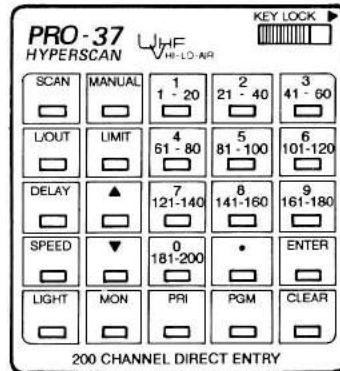 KEY LOCK ▶
PRO-37 UVHF
HYPERSCAN HI-LO-AIR
SCAN MANUAL 1 2 3
1 - 20 21 - 40 41 - 60
L/OUT LIMIT 4 5 6
61 - 80 81 - 100 101-120
DELAY ▲ 7 8 9
121-140 141-160 161-180
SPEED ▼ 0 • ENTER
181-200
LIGHT MON PRI PGM CLEAR
200 CHANNEL DIRECT ENTRY